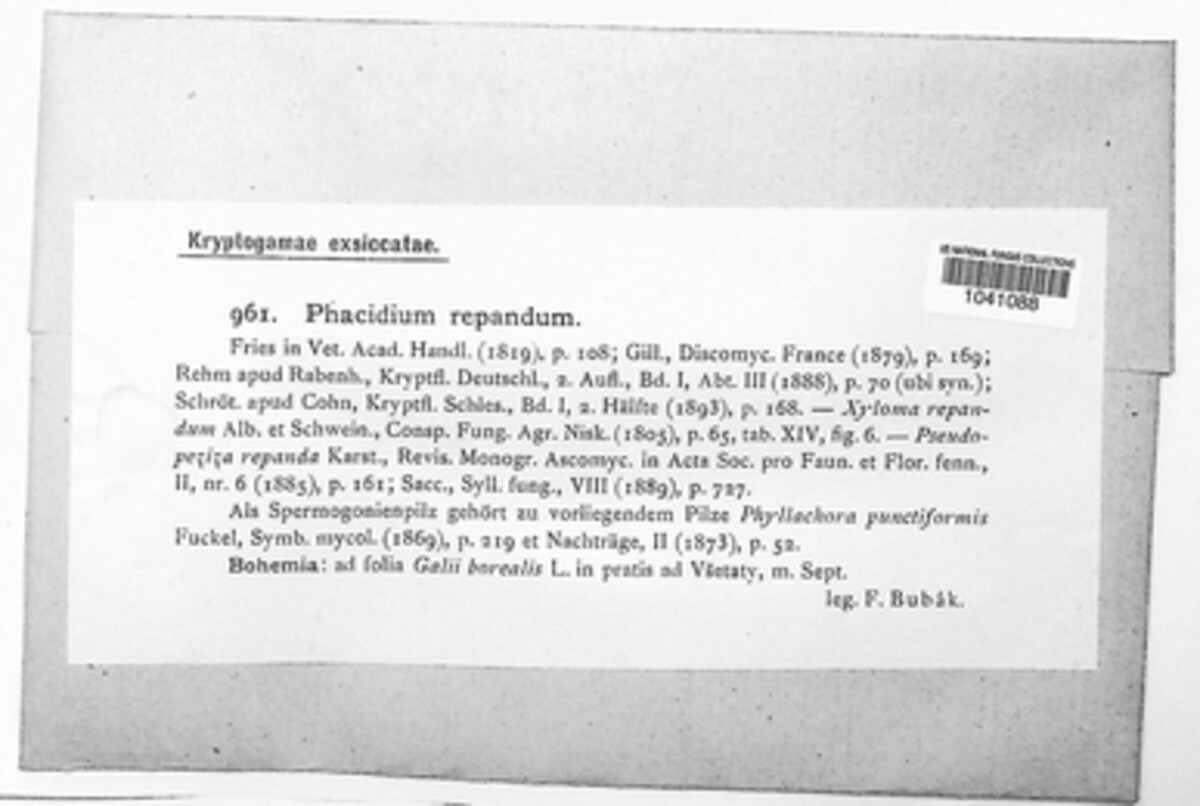 Kryptogamae exsiccatae.
US NATIONAL FUNGUS COLLECTIONS
1041088
961. Phacidium repandum.
Fries in Vet. Acad. Handl. (1819), p. 108; Gill., Discomyc. France (1879), p. 169;
Rehm apud Rabenh., Kryptfl. Deutschl., 2. Aufl., Bd. I, Abt. III (1888), p. 70 (ubi syn.);
Schröt. apud Cohn, Kryptfl. Schles., Bd. I, 2. Hälfte (1893), p. 168. — Xyloma repan-
dum Alb. et Schwein., Consp. Fung. Agr. Nisk. (1805), p. 65, tab. XIV, fig. 6. — Pseudo-
peziza repanda Karst., Revis. Monogr. Ascomyc. in Acta Soc. pro Faun. et Flor. fenn.,
II, nr. 6 (1885), p. 161; Sacc., Syll. fung., VIII (1889), p. 727.
Als Spermogonienpilz gehört zu vorliegendem Pilze Phyllachora punctiformis
Fuckel, Symb. mycol. (1869), p. 219 et Nachträge, II (1873), p. 52.
Bohemia: ad folia Galii borealis L. in pratis ad Všetaty, m. Sept.
leg. F. Bubák.